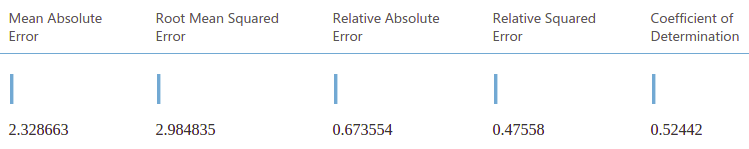 Mean Absolute Error
Root Mean Squared Error
Relative Absolute Error
Relative Squared Error
Coefficient of Determination
2.328663
2.984835
0.673554
0.47558
0.52442